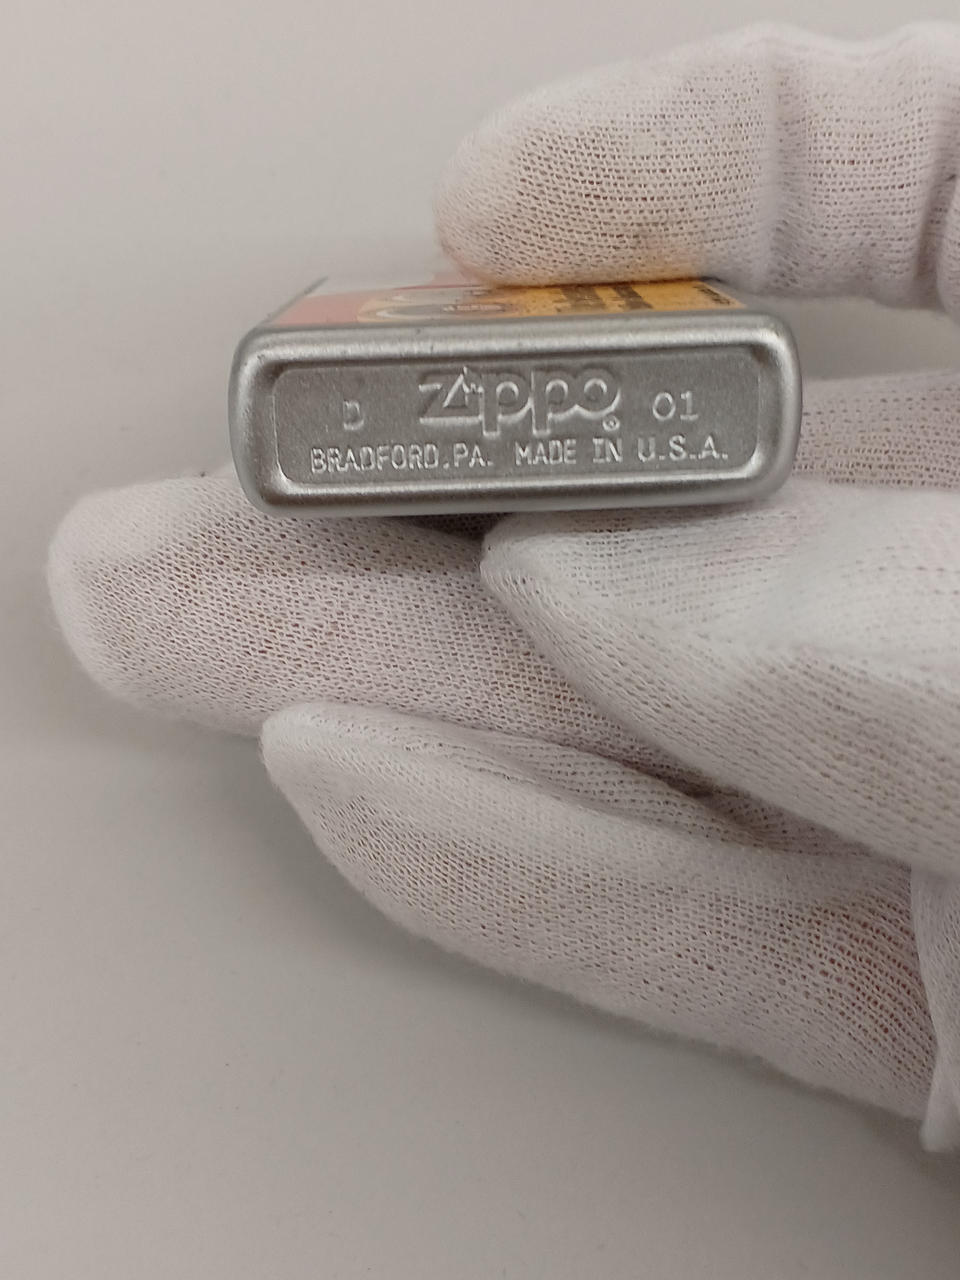 D zippo ® 01
BRADFORD, PA. MADE IN U.S.A.